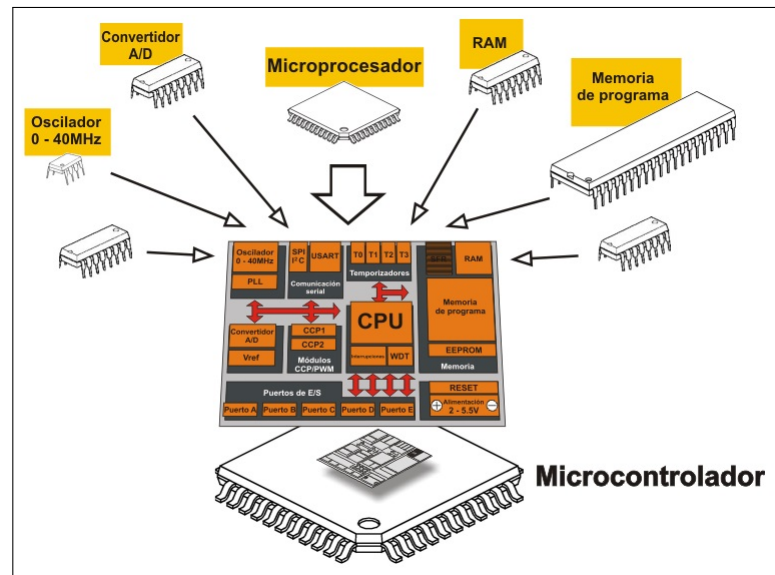 Convertidor
A/D
Microprocesador
RAM
Memoria
de programa
Oscilador
0 - 40MHz
Oscilador
0 - 40MHz
PLL
SPI
I²C
USART
Comunicación
serial
T0
T1
T2
T3
Temporizadores
SFR
RAM
Memoria
de programa
EEPROM
Memoria
Convertidor
A/D
Vref
CCP1
CCP2
Módulos
CCP/PWM
CPU
Interrupciones
WDT
Puertos de E/S
Puerto A
Puerto B
Puerto C
Puerto D
Puerto E
RESET
+
Alimentación
2 - 5.5V
-
Microcontrolador